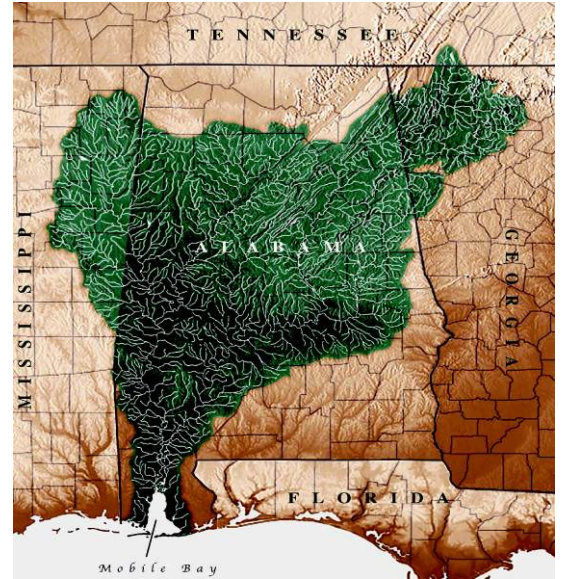 TENNESSEE
ALABAMA
MISSISSIPPI
GEORGIA
FLORIDA
Mobile Bay